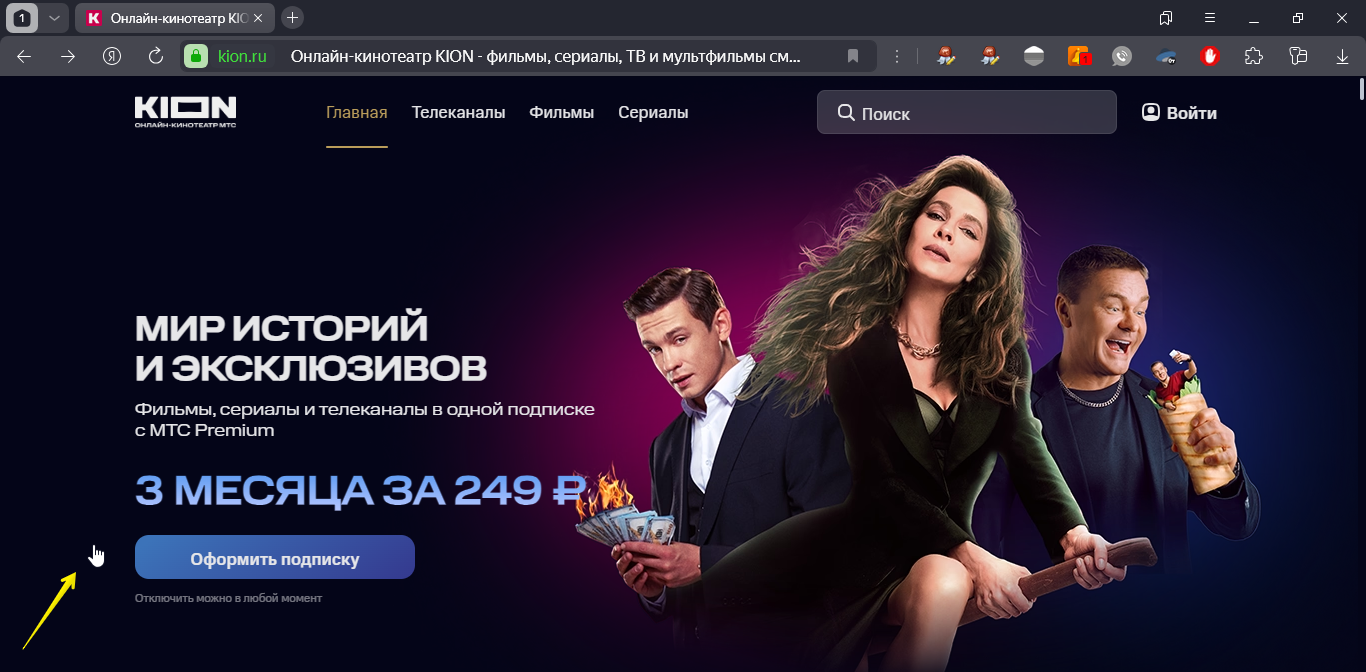 1
Онлайн-кинотеатр KIO
kion.ru
Онлайн-кинотеатр KION - фильмы, сериалы, ТВ и мультфильмы см...
KION
ОНЛАЙН-КИНОТЕАТР МТС
Главная
Телеканалы
Фильмы
Сериалы
Поиск
Войти
МИР ИСТОРИЙ
И ЭКСКЛЮЗИВОВ
Фильмы, сериалы и телеканалы в одной подписке
с МТС Premium
3 МЕСЯЦА ЗА 249 ₽
Оформить подписку
Отключить можно в любой момент